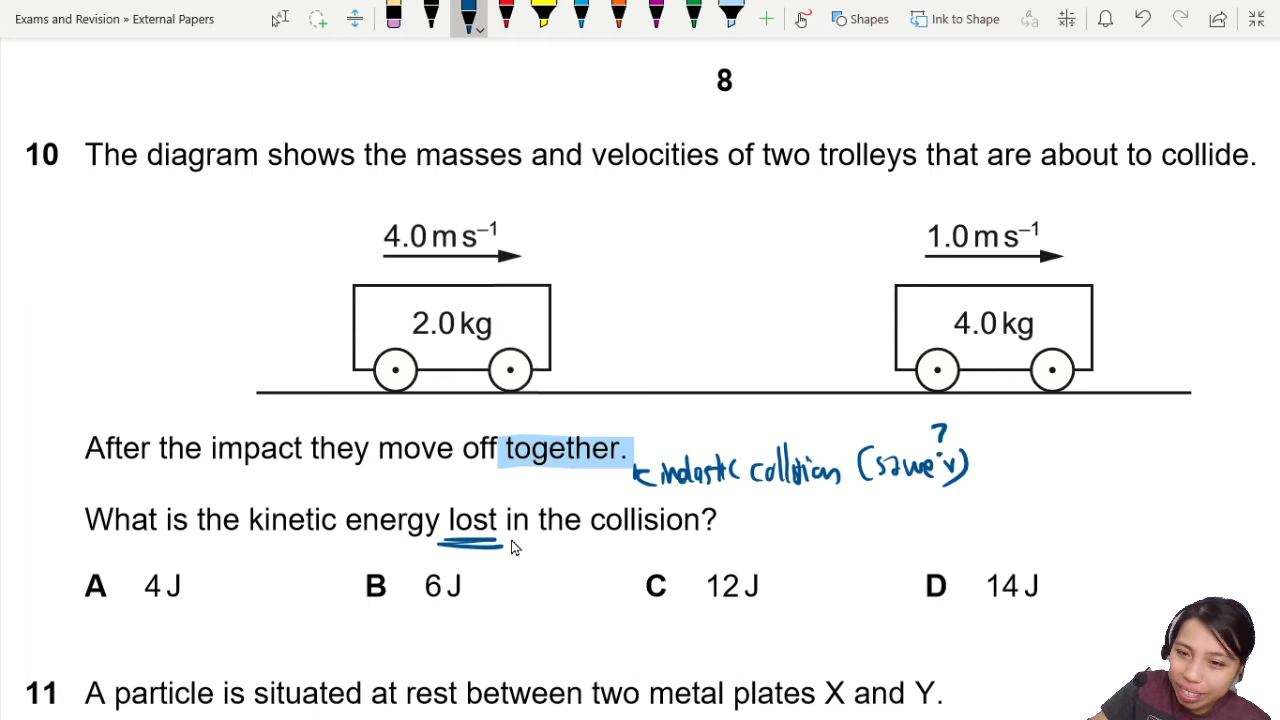 Exams and Revision » External Papers
Shapes
Ink to Shape
8
10 The diagram shows the masses and velocities of two trolleys that are about to collide.
4.0 m s⁻¹ 1.0 m s⁻¹
2.0 kg 4.0 kg
After the impact they move off together.
inelastic collision (same v)
?
What is the kinetic energy lost in the collision?
A 4 J B 6 J C 12 J D 14 J
11 A particle is situated at rest between two metal plates X and Y.